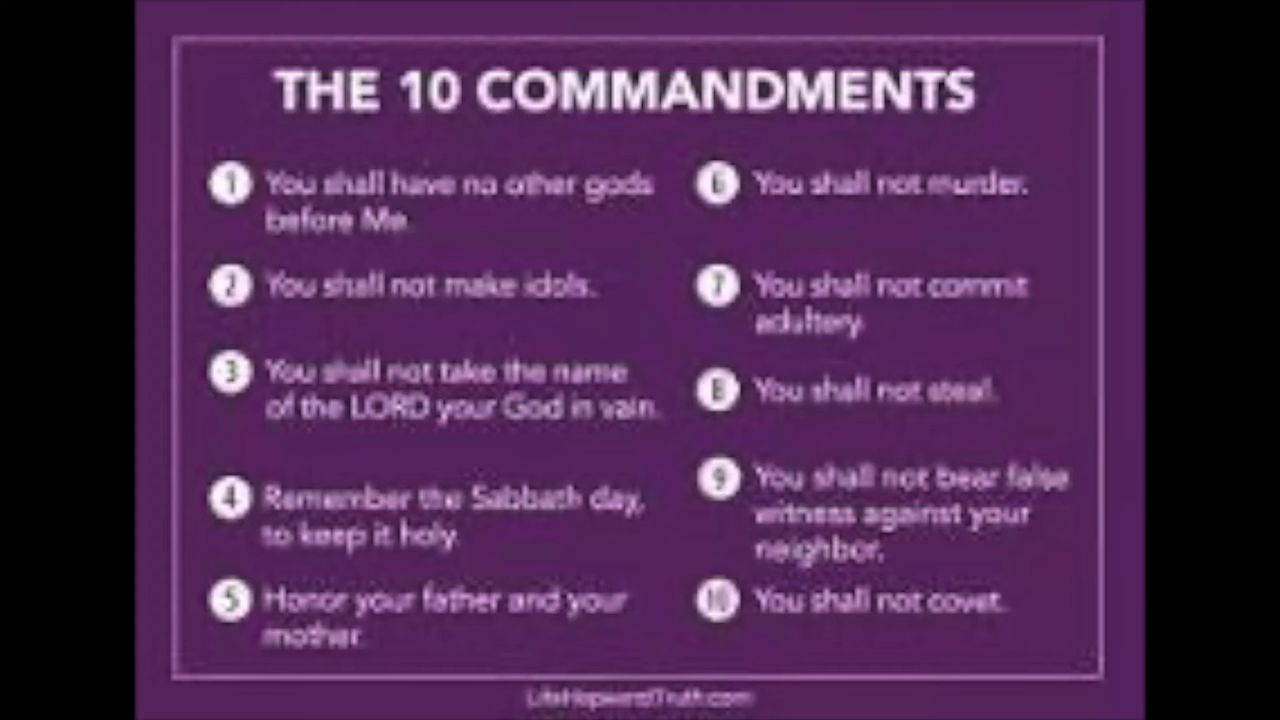 THE 10 COMMANDMENTS
1 You shall have no other gods
before Me.
2 You shall not make idols.
3 You shall not take the name
of the LORD your God in vain.
4 Remember the Sabbath day,
to keep it holy.
5 Honor your father and your
mother.
6 You shall not murder.
7 You shall not commit
adultery.
8 You shall not steal.
9 You shall not bear false
witness against your
neighbor.
10 You shall not covet.
LifeHopeandTruth.com